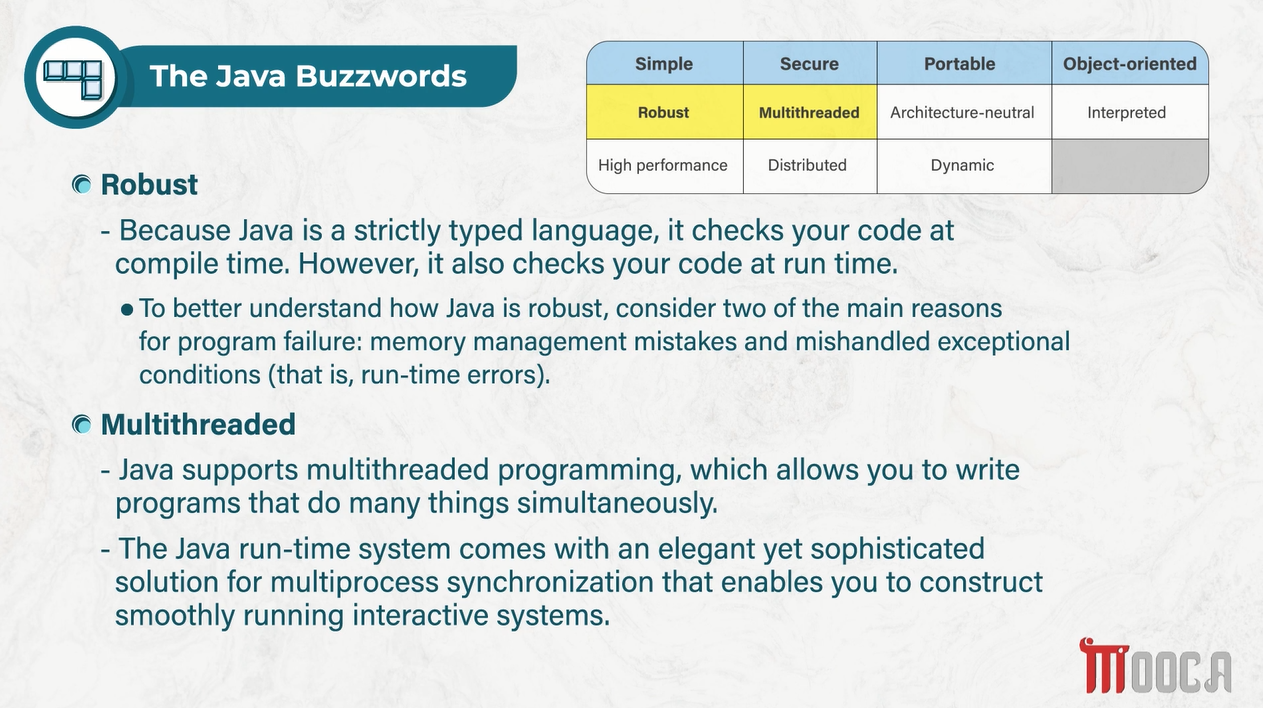 The Java Buzzwords
Simple Secure Portable Object-oriented
Robust Multithreaded Architecture-neutral Interpreted
High performance Distributed Dynamic
Robust
- Because Java is a strictly typed language, it checks your code at
compile time. However, it also checks your code at run time.
● To better understand how Java is robust, consider two of the main reasons
for program failure: memory management mistakes and mishandled exceptional
conditions (that is, run-time errors).
Multithreaded
- Java supports multithreaded programming, which allows you to write
programs that do many things simultaneously.
- The Java run-time system comes with an elegant yet sophisticated
solution for multiprocess synchronization that enables you to construct
smoothly running interactive systems.
MOOCA